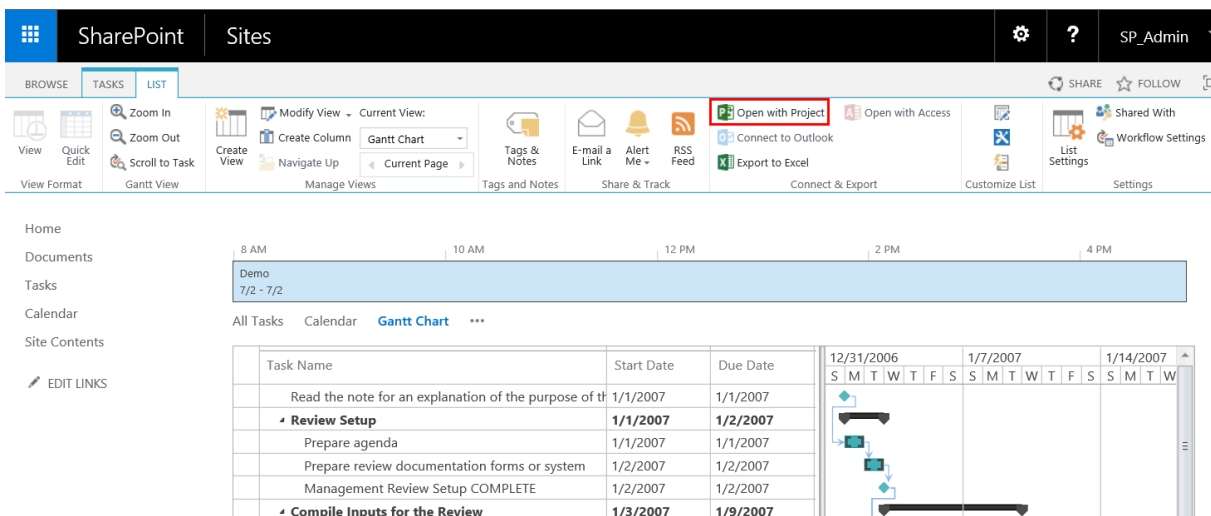 SharePoint Sites ? SP_Admin
BROWSE TASKS LIST SHARE FOLLOW
View
Quick Edit
Zoom In
Zoom Out
Scroll to Task
Create View
Modify View
Create Column
Navigate Up
Current View:
Gantt Chart
Current Page
Tags & Notes
E-mail a Link
Alert Me
RSS Feed
Open with Project
Connect to Outlook
Export to Excel
Open with Access
List Settings
Shared With
Workflow Settings
View Format Gantt View Manage Views Tags and Notes Share & Track Connect & Export Customize List Settings
Home
Documents
Tasks
Calendar
Site Contents
EDIT LINKS
8 AM 10 AM 12 PM 2 PM 4 PM
Demo
7/2 - 7/2
All Tasks Calendar Gantt Chart •••
Task Name Start Date Due Date 12/31/2006 1/7/2007 1/14/2007
S M T W T F S S M T W T F S S M T W
Read the note for an explanation of the purpose of th 1/1/2007 1/1/2007
Review Setup 1/1/2007 1/2/2007
Prepare agenda 1/1/2007 1/1/2007
Prepare review documentation forms or system 1/2/2007 1/2/2007
Management Review Setup COMPLETE 1/2/2007 1/2/2007
Compile Inputs for the Review 1/3/2007 1/9/2007